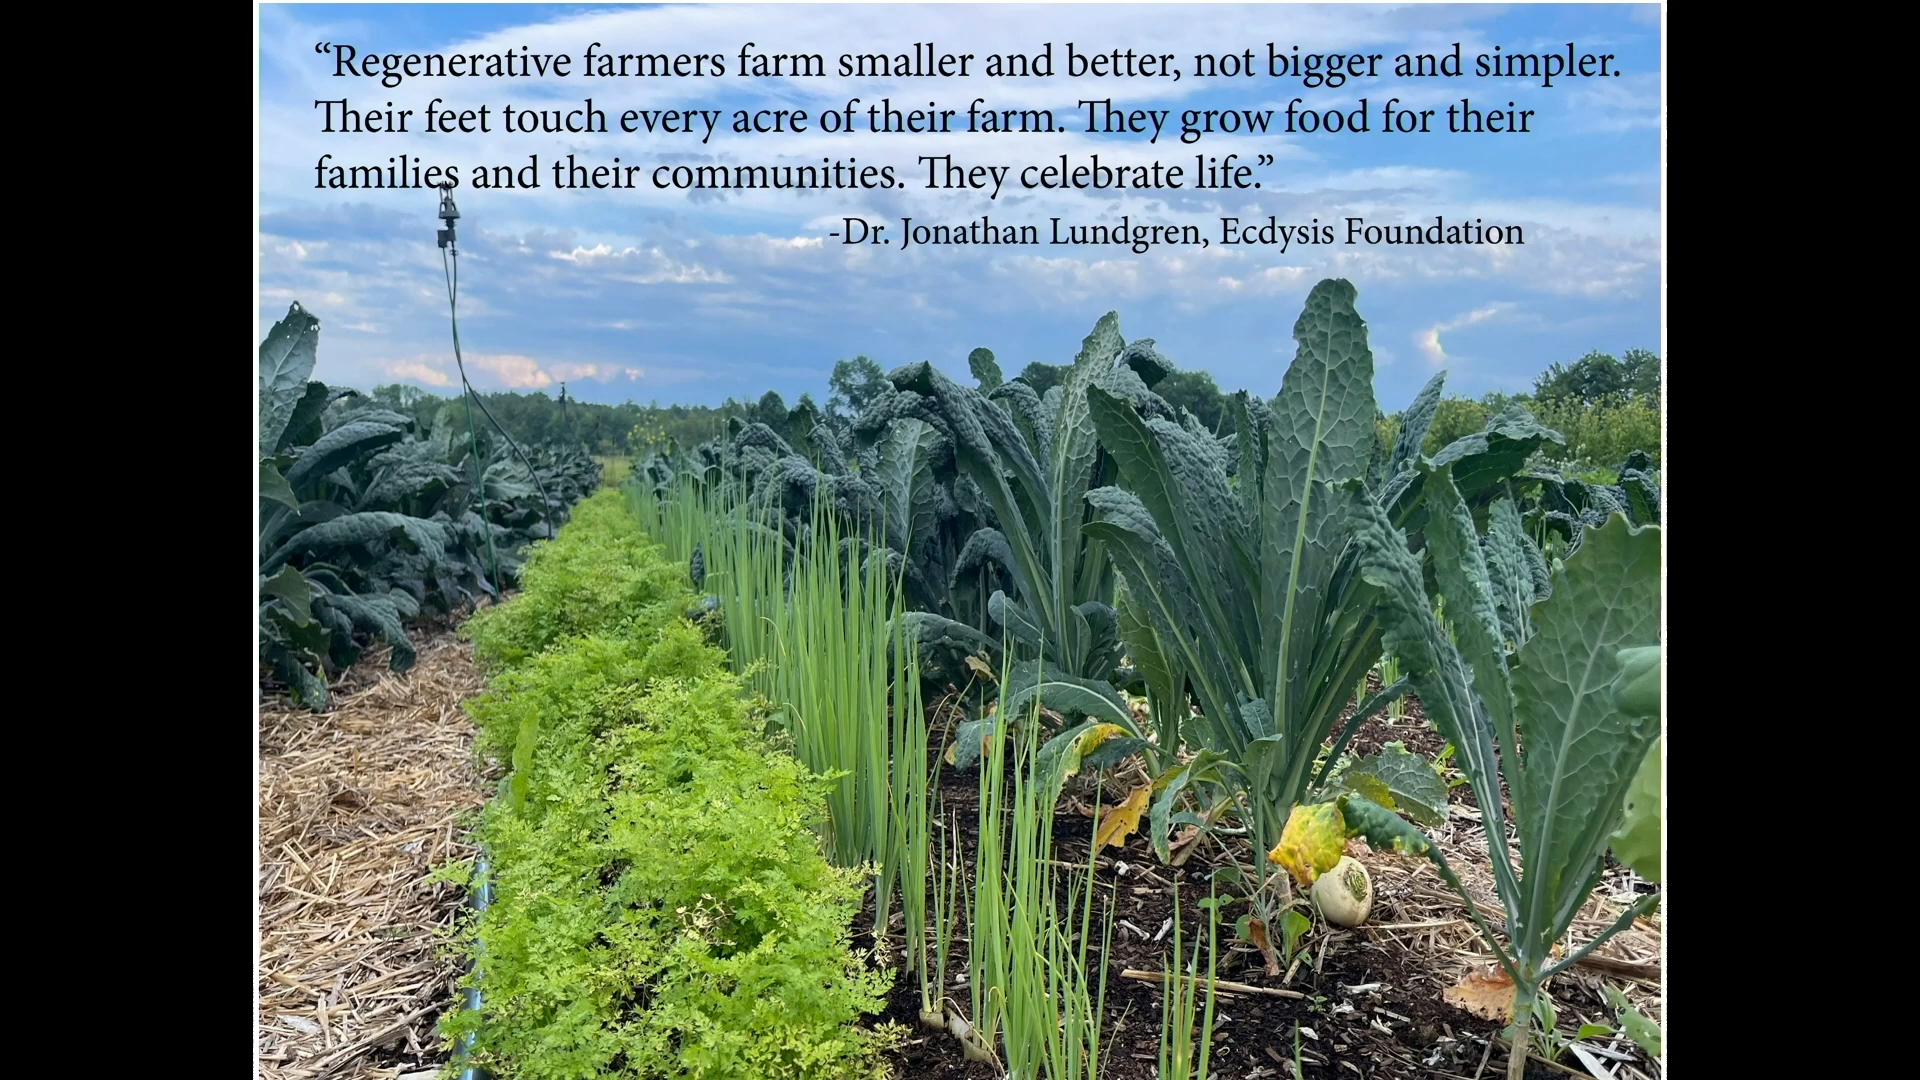 “Regenerative farmers farm smaller and better, not bigger and simpler.
Their feet touch every acre of their farm. They grow food for their
families and their communities. They celebrate life.”
-Dr. Jonathan Lundgren, Ecdysis Foundation